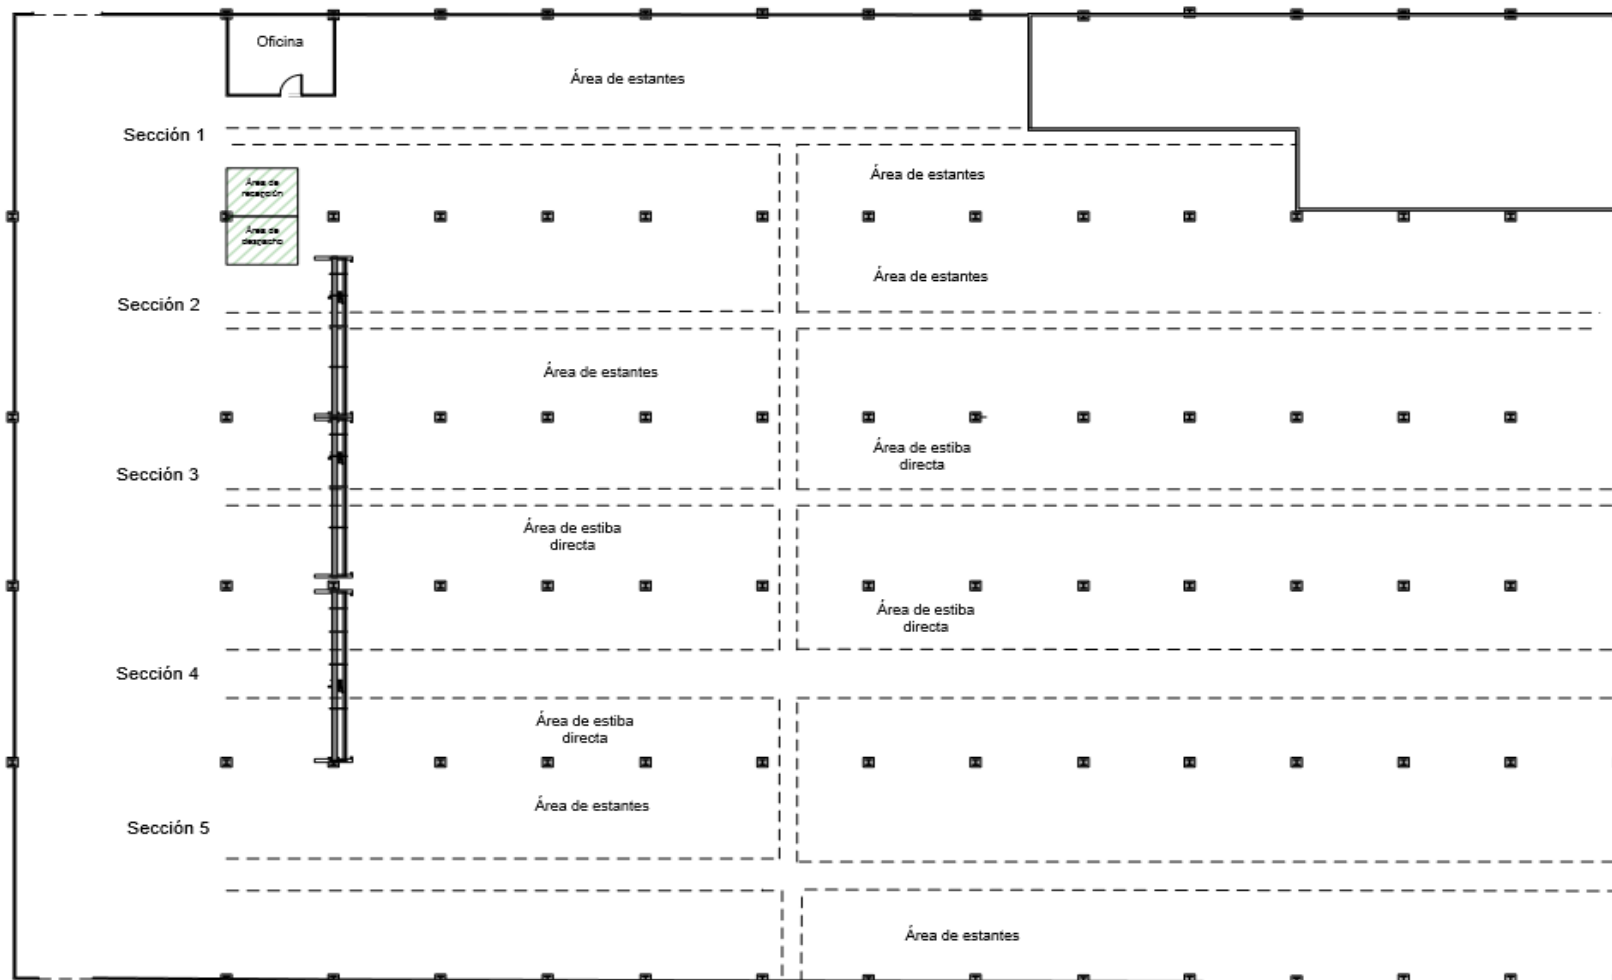 Oficina
Área de estantes
Sección 1
Área de estantes
Área de
recepción
Área de
despacho
Área de estantes
Sección 2
Área de estantes
Área de estiba
directa
Sección 3
Área de estiba
directa
Área de estiba
directa
Sección 4
Área de estiba
directa
Área de estantes
Sección 5
Área de estantes